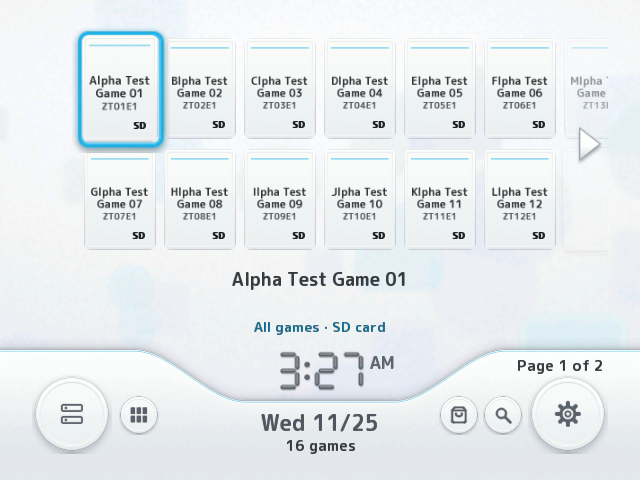 Alpha Test
Game 01
ZT01E1
SD
Blpha Test
Game 02
ZT02E1
SD
Clpha Test
Game 03
ZT03E1
SD
Dlpha Test
Game 04
ZT04E1
SD
Elpha Test
Game 05
ZT05E1
SD
Flpha Test
Game 06
ZT06E1
SD
Mlpha
Game
Glpha Test
Game 07
ZT07E1
SD
Hlpha Test
Game 08
ZT08E1
SD
Ilpha Test
Game 09
ZT09E1
SD
Jlpha Test
Game 10
ZT10E1
SD
Klpha Test
Game 11
ZT11E1
SD
Llpha Test
Game 12
ZT12E1
SD
Alpha Test Game 01
All games · SD card
3:27 AM
Page 1 of 2
Wed 11/25
16 games